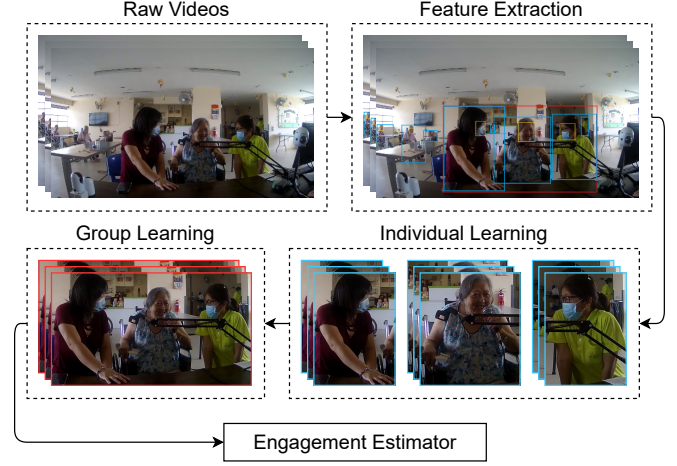 Raw Videos
Feature Extraction
Group Learning
Individual Learning
Engagement Estimator